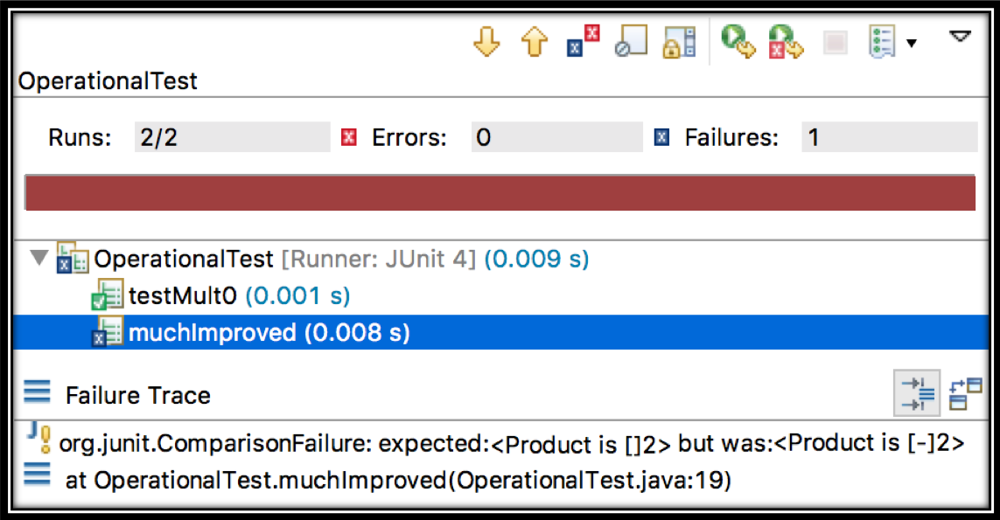 OperationalTest
Runs: 2/2 Errors: 0 Failures: 1
OperationalTest [Runner: JUnit 4] (0.009 s)
testMult0 (0.001 s)
muchImproved (0.008 s)
Failure Trace
org.junit.ComparisonFailure: expected:<Product is []2> but was:<Product is [-]2>
at OperationalTest.muchImproved(OperationalTest.java:19)